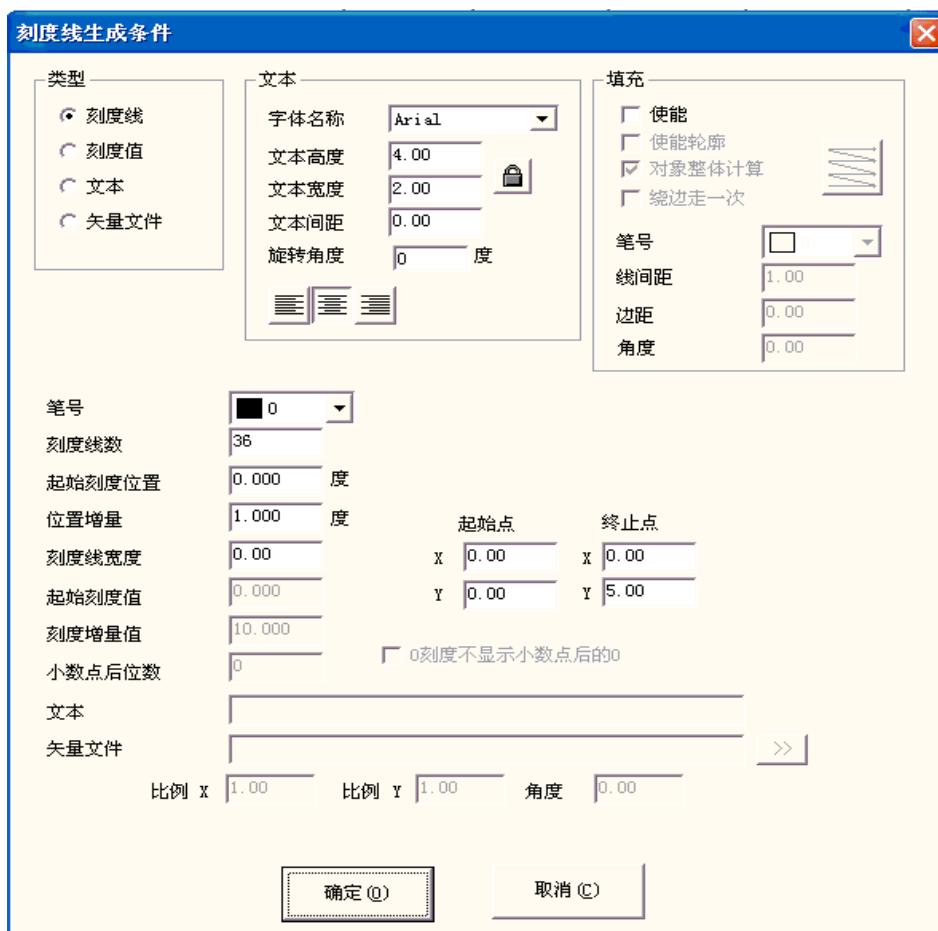 刻度线生成条件
类型
刻度线
刻度值
文本
矢量文件
文本
字体名称 Arial
文本高度 4.00
文本宽度 2.00
文本间距 0.00
旋转角度 0 度
填充
使能
使能轮廓
对象整体计算
绕边走一次
笔号
线间距 1.00
边距 0.00
角度 0.00
笔号 0
刻度线数 36
起始刻度位置 0.000 度
位置增量 1.000 度
起始点 终止点
刻度线宽度 0.00 X 0.00 X 0.00
起始刻度值 0.000 Y 0.00 Y 5.00
刻度增量值 10.000
小数点后位数 0 0刻度不显示小数点后的0
文本
矢量文件 >>
比例 X 1.00 比例 Y 1.00 角度 0.00
确定(O) 取消(C)